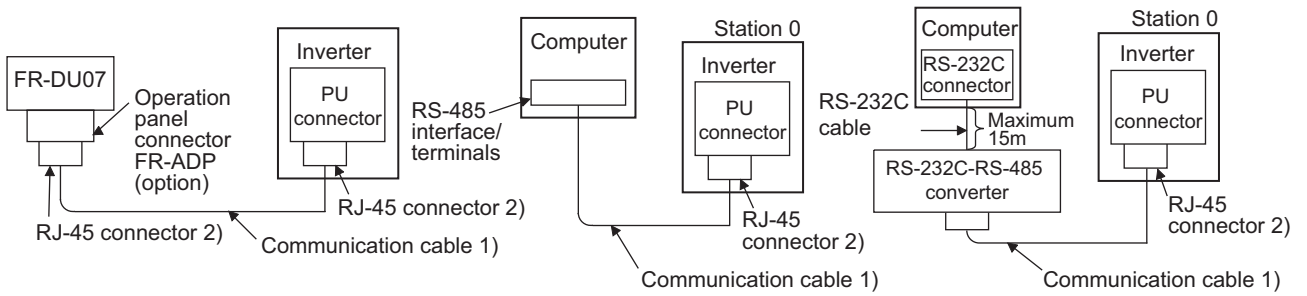 FR-DU07
Operation
panel
connector
FR-ADP
(option)
RJ-45 connector 2)
Inverter
PU
connector
RJ-45 connector 2)
Communication cable 1)
Computer
RS-485
interface/
terminals
Station 0
Inverter
PU
connector
RJ-45
connector 2)
Communication cable 1)
Computer
RS-232C
connector
RS-232C
cable
Maximum
15m
RS-232C-RS-485
converter
Station 0
Inverter
PU
connector
RJ-45
connector 2)
Communication cable 1)